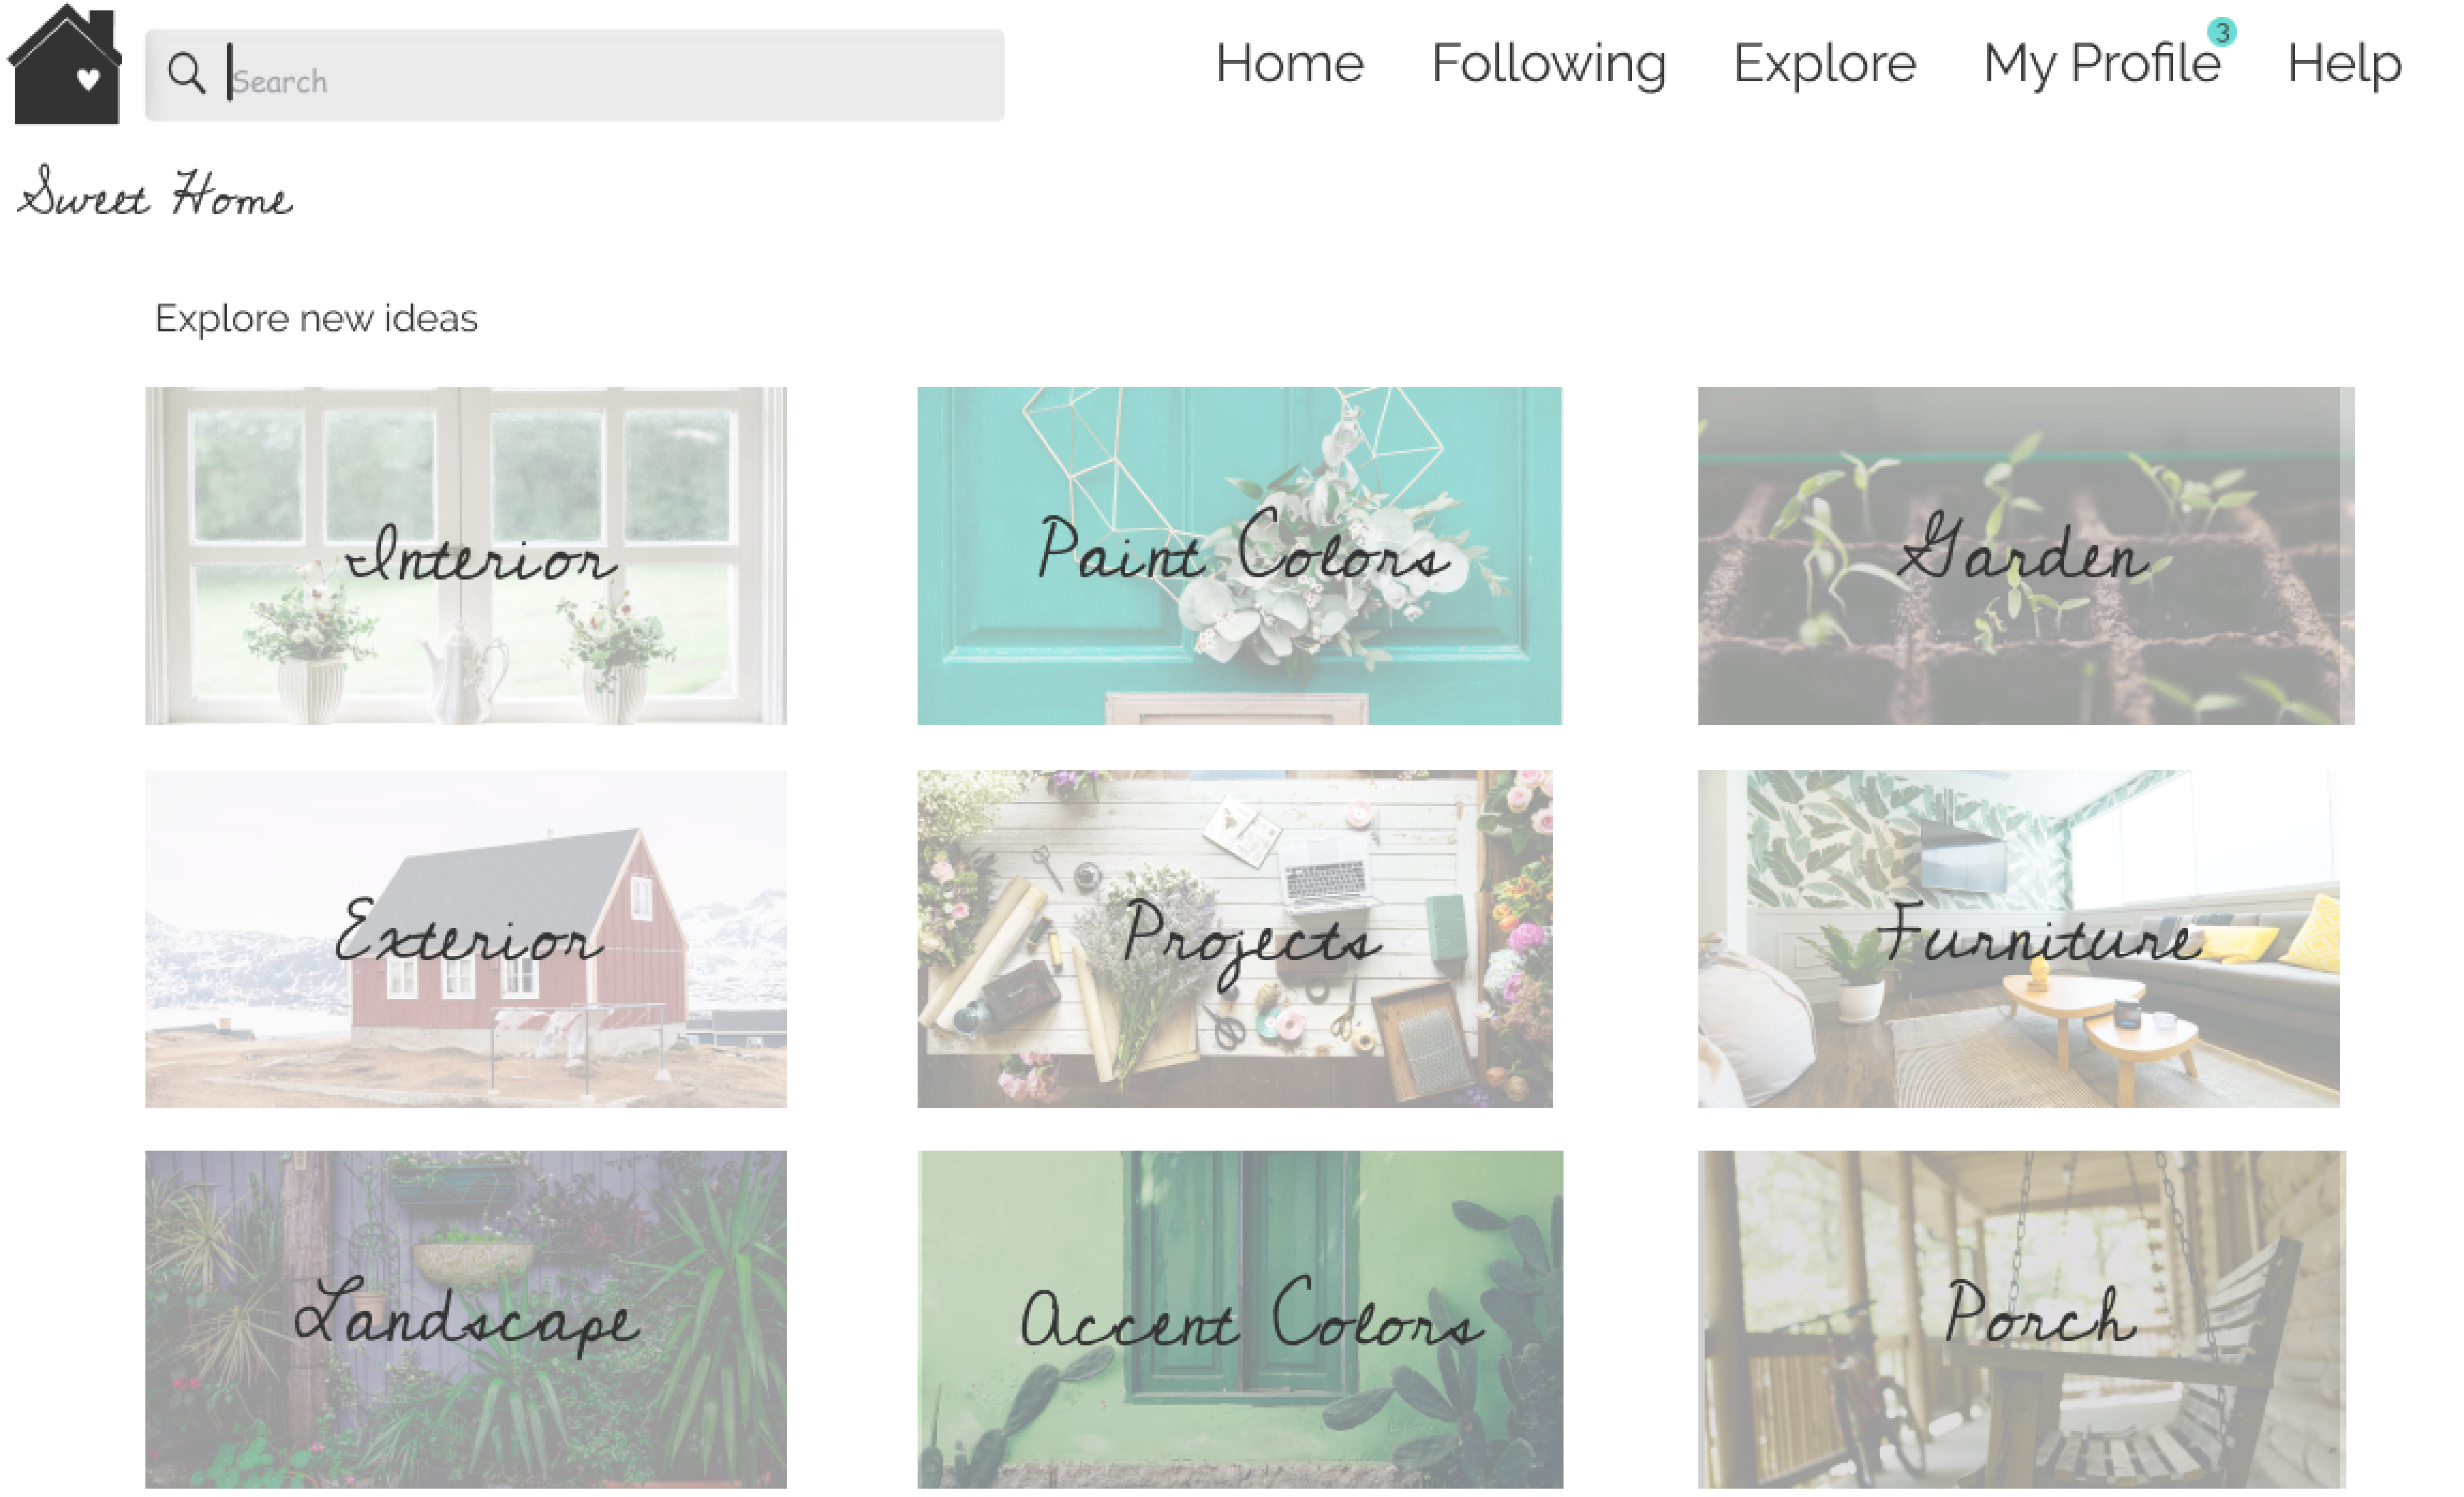 Search
Home Following Explore My Profile 3 Help
Sweet Home
Explore new ideas
Interior
Paint Colors
Garden
Exterior
Projects
Furniture
Landscape
Accent Colors
Porch